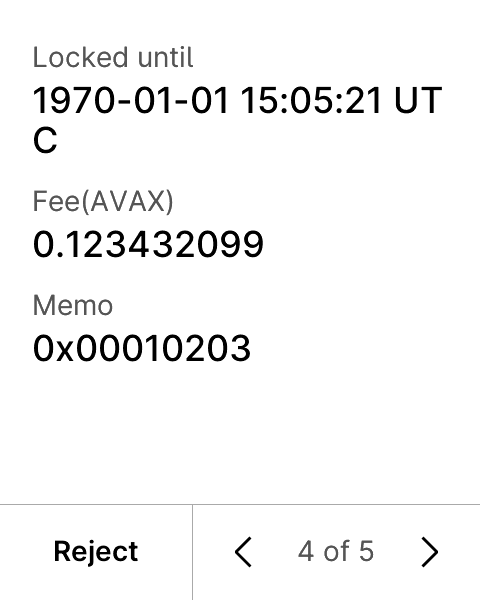 Locked until
1970-01-01 15:05:21 UT
C
Fee(AVAX)
0.123432099
Memo
0x00010203
Reject
4 of 5